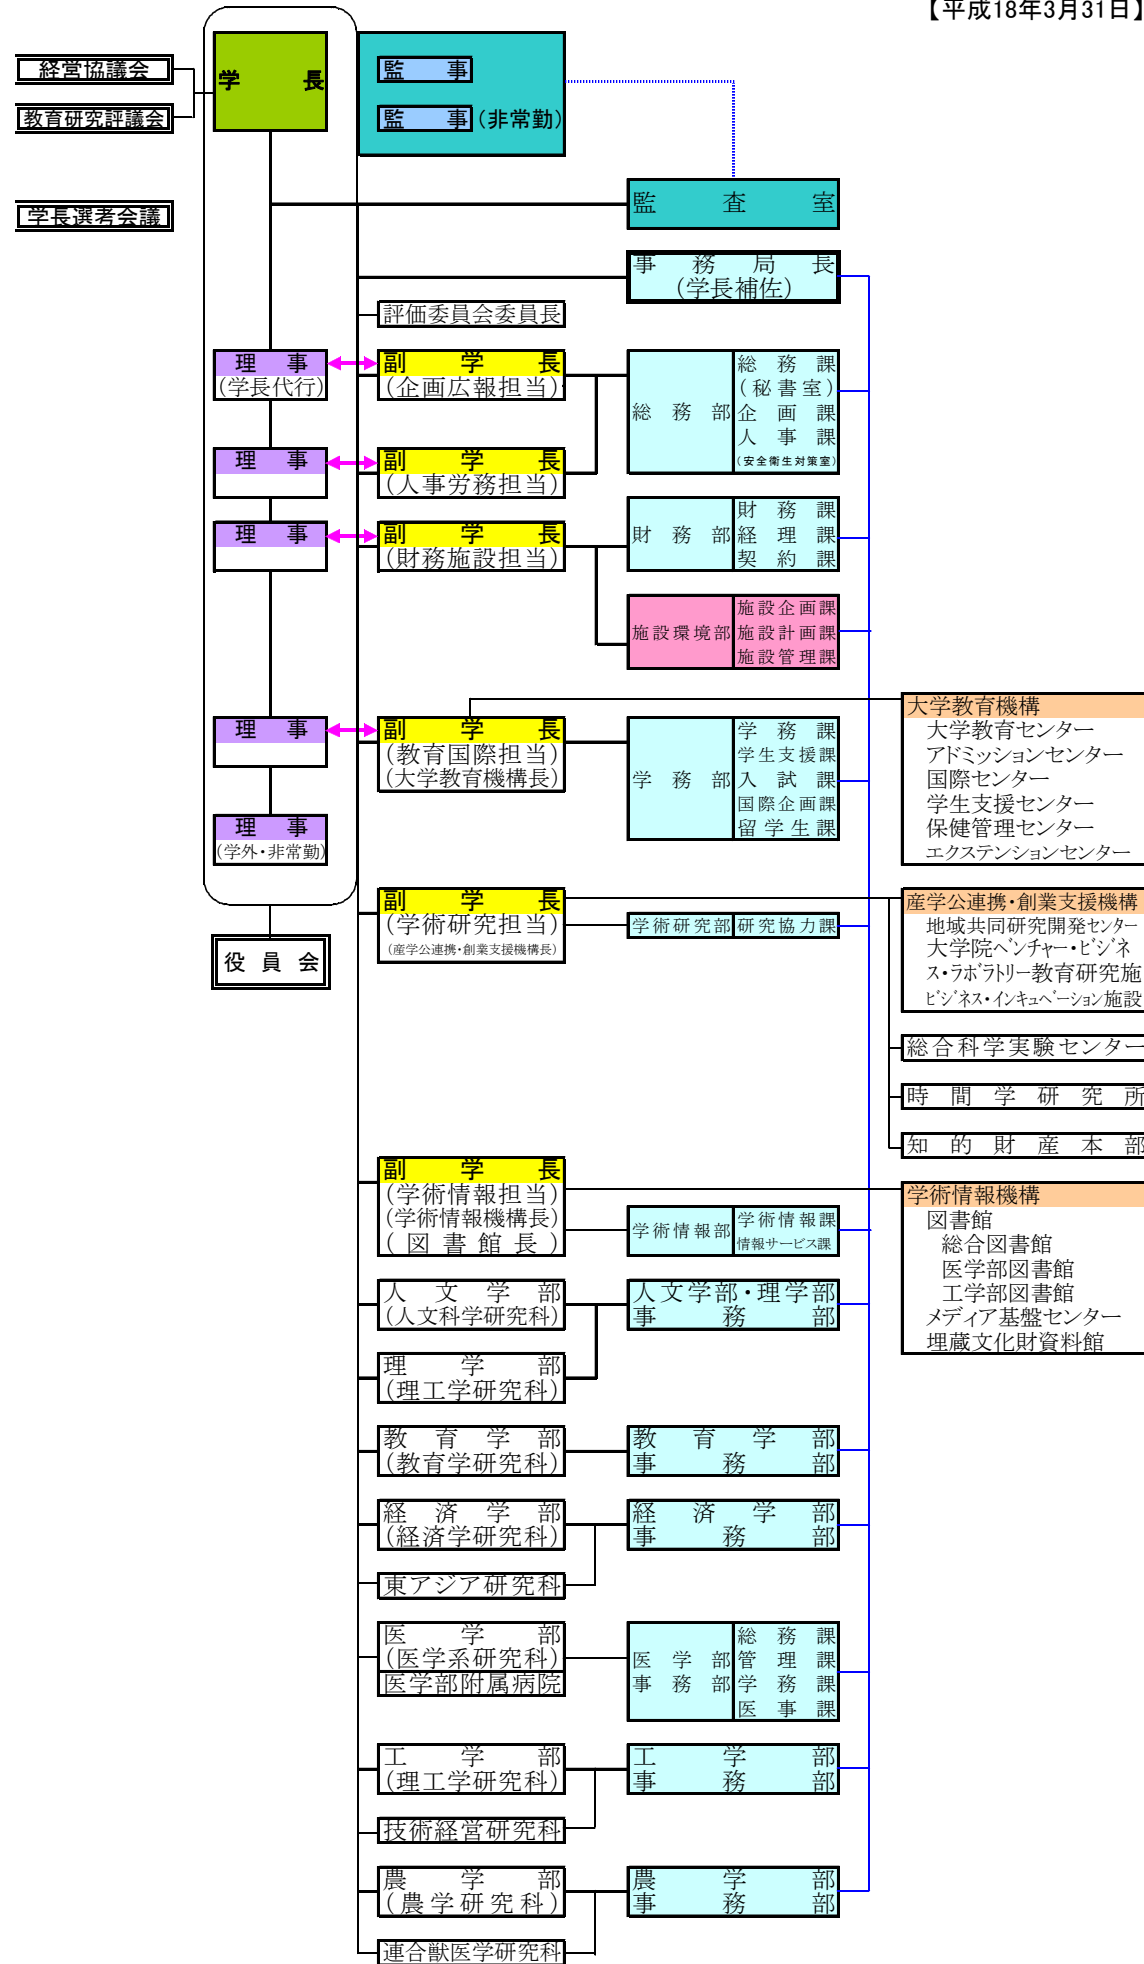 【平成18年3月31日】
経営協議会
教育研究評議会
学長選考会議
学長
監事
監事(非常勤)
監査室
事務局長
(学長補佐)
評価委員会委員長
理事
(学長代行)
副学長
(企画広報担当)
総務部
総務課
(秘書室)
企画課
人事課
(安全衛生対策室)
理事
副学長
(人事労務担当)
理事
副学長
(財務施設担当)
財務部
財務課
経理課
契約課
施設環境部
施設企画課
施設計画課
施設管理課
理事
副学長
(教育国際担当)
(大学教育機構長)
学務部
学務課
学生支援課
入試課
国際企画課
留学生課
大学教育機構
大学教育センター
アドミッションセンター
国際センター
学生支援センター
保健管理センター
エクステンションセンター
理事
(学外・非常勤)
役員会
副学長
(学術研究担当)
(産学公連携・創業支援機構長)
学術研究部
研究協力課
産学公連携・創業支援機構
地域共同研究開発センター
大学院ベンチャー・ビジネ
ス・ラボラトリー教育研究施
ビジネス・インキュベーション施設
総合科学実験センター
時間学研究所
知的財産本部
副学長
(学術情報担当)
(学術情報機構長)
(図書館長)
学術情報部
学術情報課
情報サービス課
学術情報機構
図書館
総合図書館
医学部図書館
工学部図書館
メディア基盤センター
埋蔵文化財資料館
人文学部
(人文科学研究科)
人文学部・理学部
事務部
理学部
(理工学研究科)
教育学部
(教育学研究科)
教育学部
事務部
経済学部
(経済学研究科)
経済学部
事務部
東アジア研究科
医学部
(医学系研究科)
医学部附属病院
医学部
事務部
総務課
管理課
学務課
医事課
工学部
(理工学研究科)
工学部
事務部
技術経営研究科
農学部
(農学研究科)
農学部
事務部
連合獣医学研究科